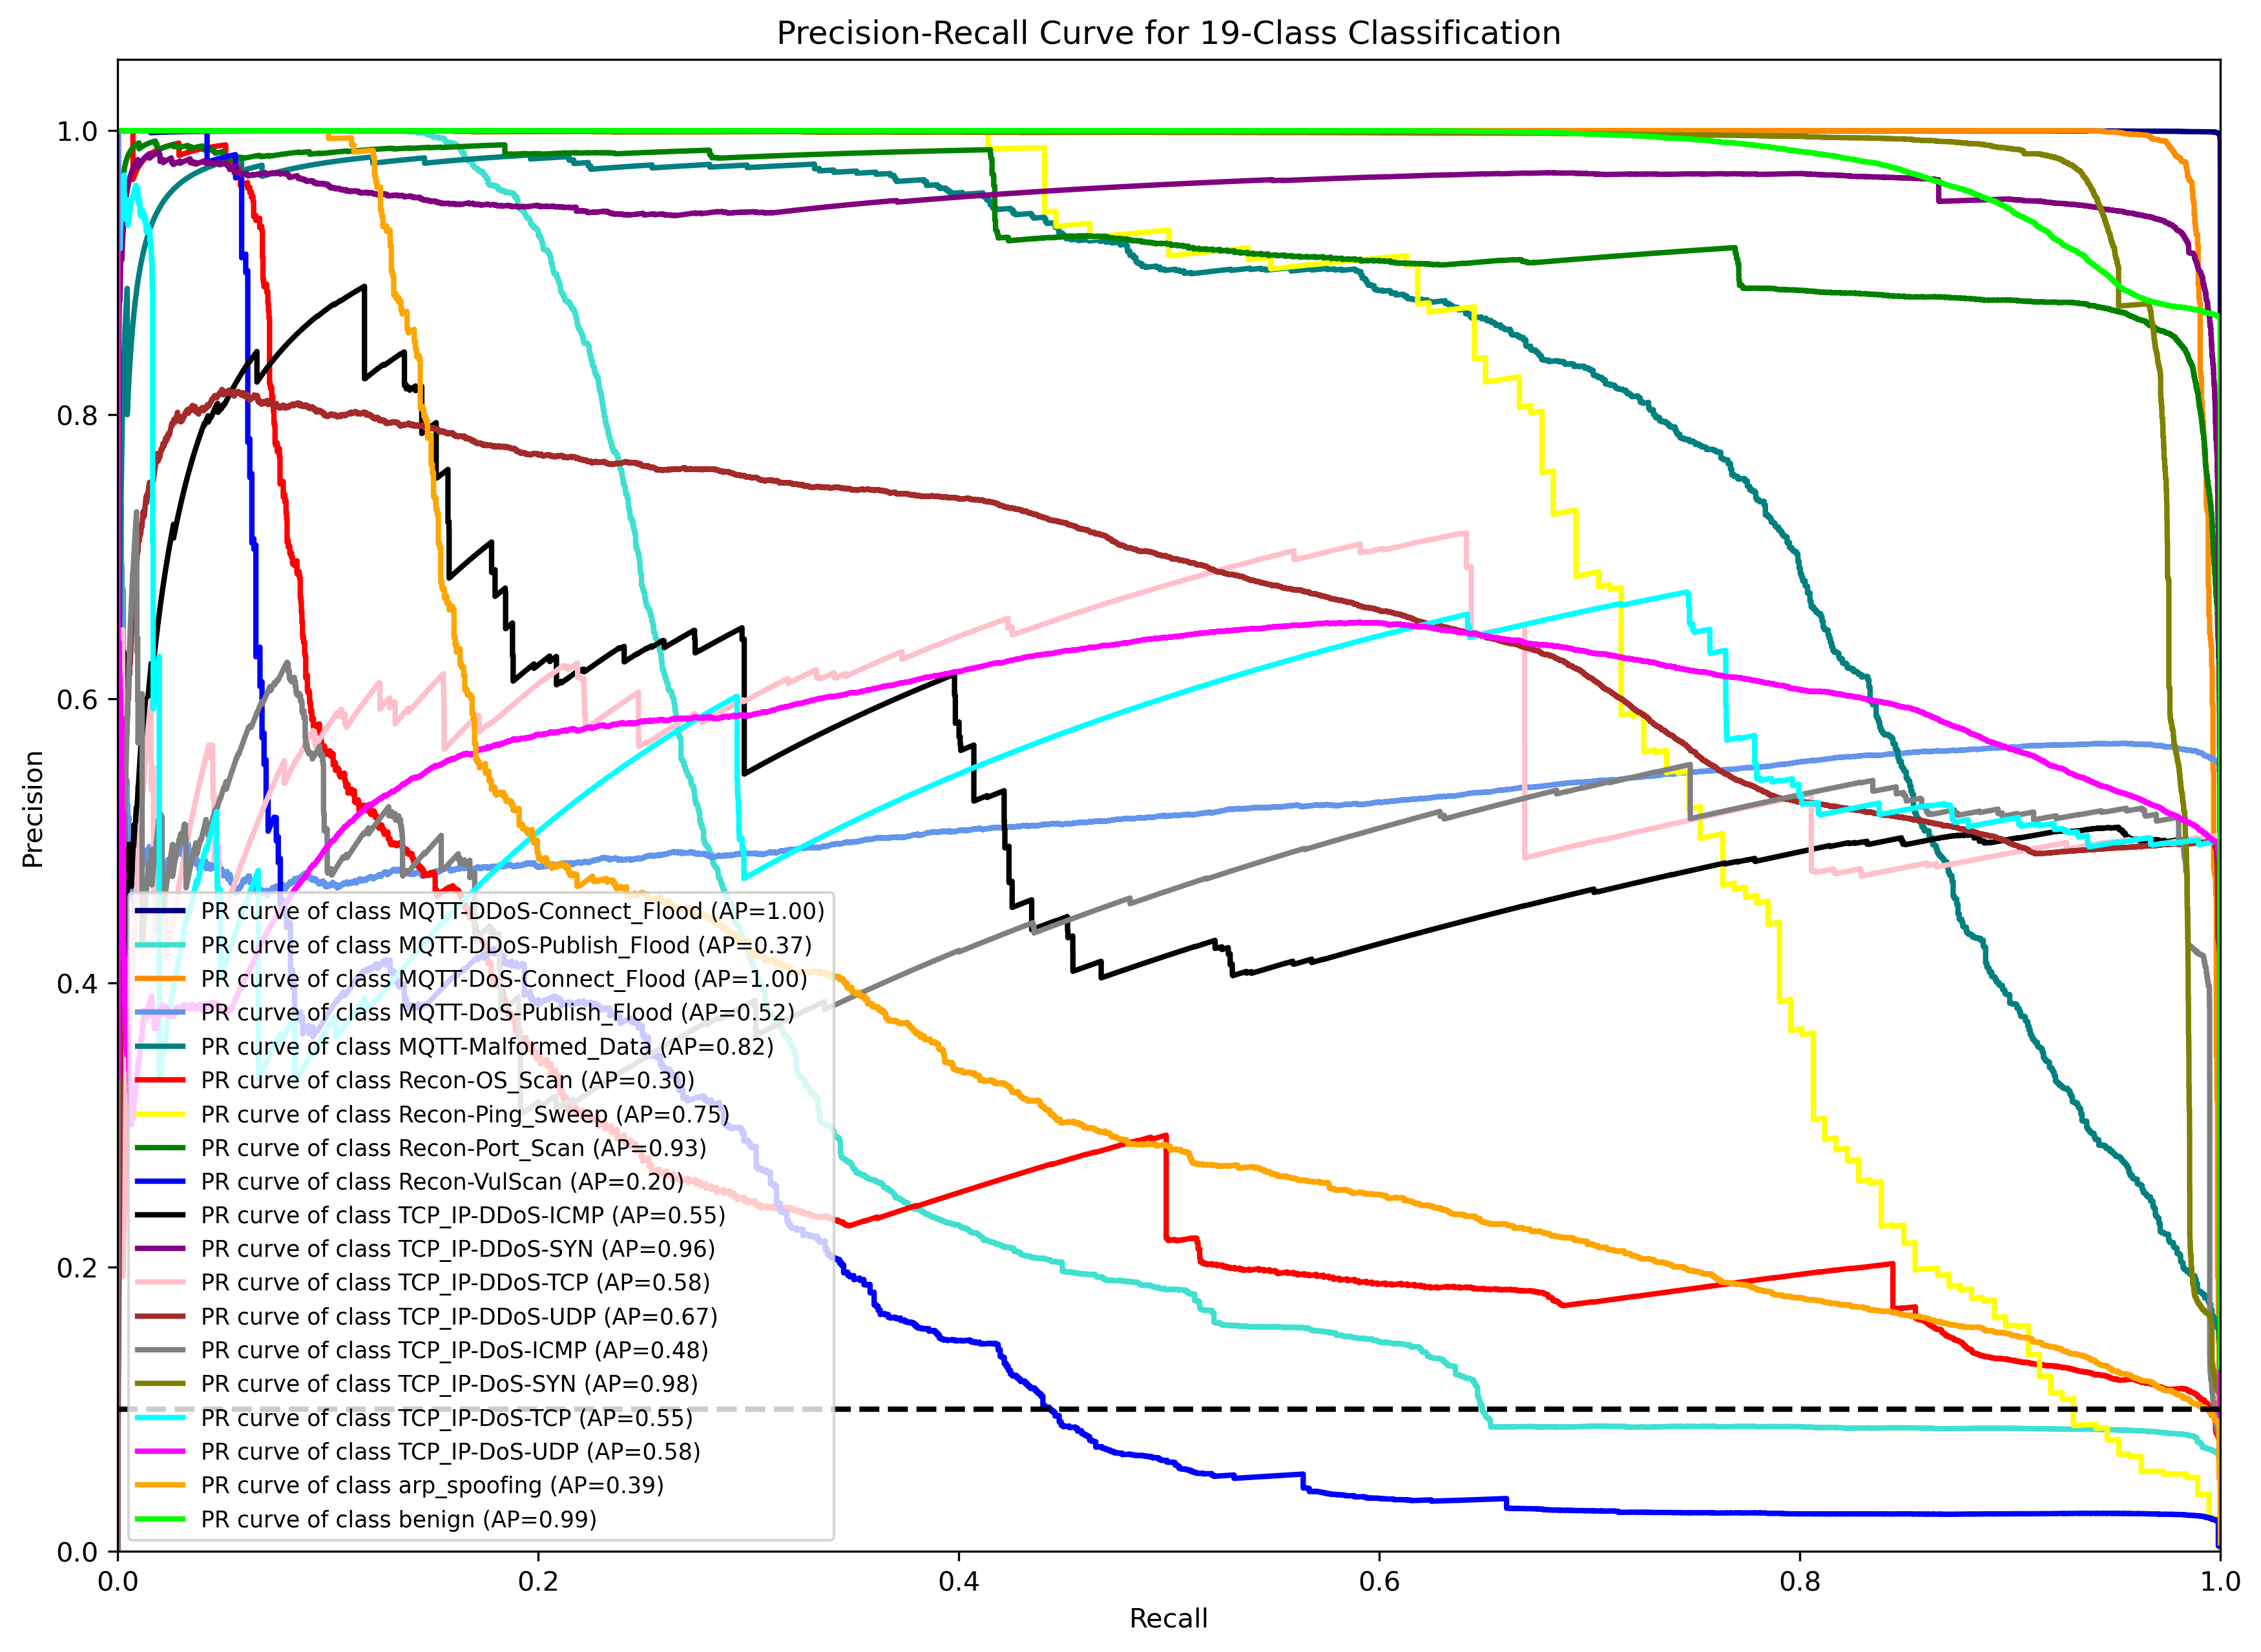 Precision-Recall Curve for 19-Class Classification
1.0
0.8
0.6
0.4
0.2
0.0
Precision
PR curve of class MQTT-DDoS-Connect_Flood (AP=1.00)
PR curve of class MQTT-DDoS-Publish_Flood (AP=0.37)
PR curve of class MQTT-DoS-Connect_Flood (AP=1.00)
PR curve of class MQTT-DoS-Publish_Flood (AP=0.52)
PR curve of class MQTT-Malformed_Data (AP=0.82)
PR curve of class Recon-OS_Scan (AP=0.30)
PR curve of class Recon-Ping_Sweep (AP=0.75)
PR curve of class Recon-Port_Scan (AP=0.93)
PR curve of class Recon-VulScan (AP=0.20)
PR curve of class TCP_IP-DDoS-ICMP (AP=0.55)
PR curve of class TCP_IP-DDoS-SYN (AP=0.96)
PR curve of class TCP_IP-DDoS-TCP (AP=0.58)
PR curve of class TCP_IP-DDoS-UDP (AP=0.67)
PR curve of class TCP_IP-DoS-ICMP (AP=0.48)
PR curve of class TCP_IP-DoS-SYN (AP=0.98)
PR curve of class TCP_IP-DoS-TCP (AP=0.55)
PR curve of class TCP_IP-DoS-UDP (AP=0.58)
PR curve of class arp_spoofing (AP=0.39)
PR curve of class benign (AP=0.99)
0.0 0.2 0.4 0.6 0.8 1.0
Recall